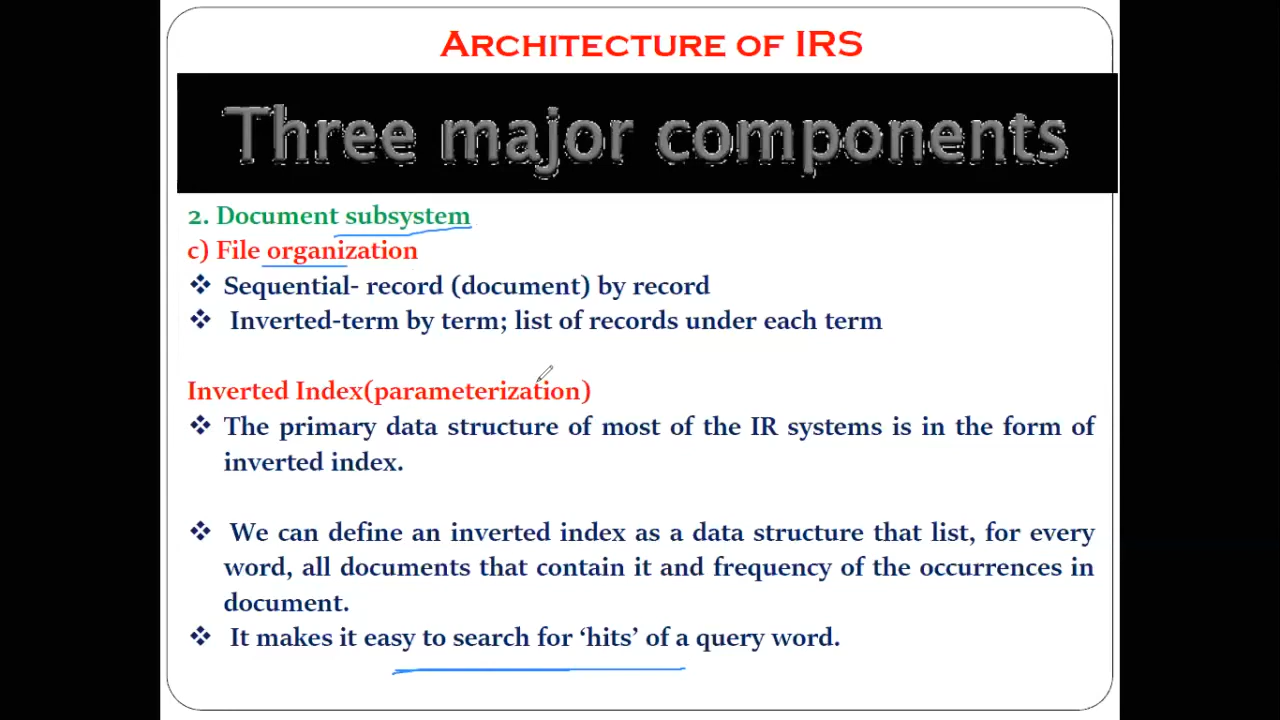 ARCHITECTURE OF IRS
Three major components
2. Document subsystem
c) File organization
❖ Sequential- record (document) by record
❖ Inverted-term by term; list of records under each term
Inverted Index(parameterization)
❖ The primary data structure of most of the IR systems is in the form of
inverted index.
❖ We can define an inverted index as a data structure that list, for every
word, all documents that contain it and frequency of the occurrences in
document.
❖ It makes it easy to search for ‘hits’ of a query word.